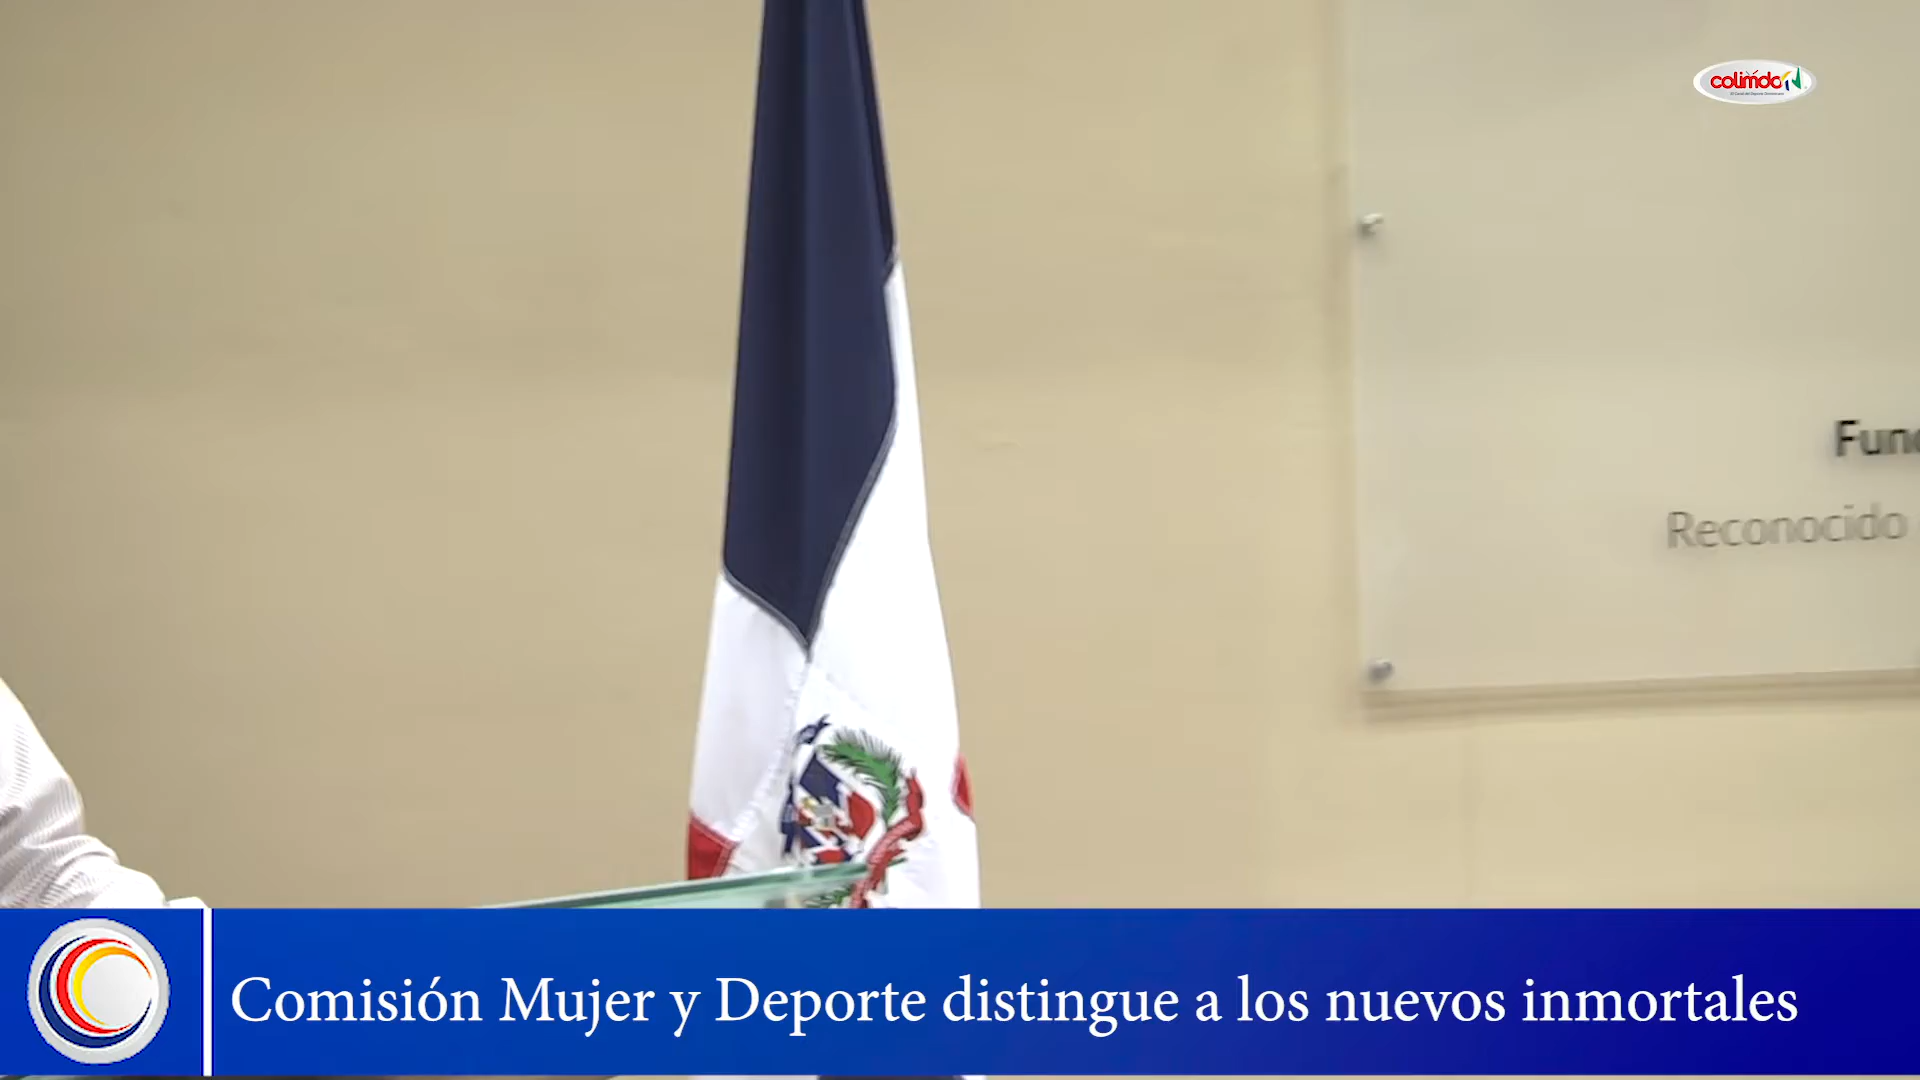 colimdo
Fun
Reconocido
Comisión Mujer y Deporte distingue a los nuevos inmortales